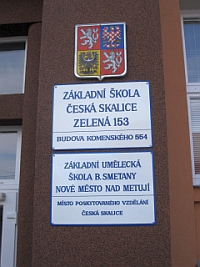 ZÁKLADNÍ ŠKOLA
ČESKÁ SKALICE
ZELENÁ 153
BUDOVA KOMENSKÉHO 554
ZÁKLADNÍ UMĚLECKÁ
ŠKOLA B. SMETANY
NOVÉ MĚSTO NAD METUJÍ
MÍSTO POSKYTOVANÉHO VZDĚLÁNÍ
ČESKÁ SKALICE